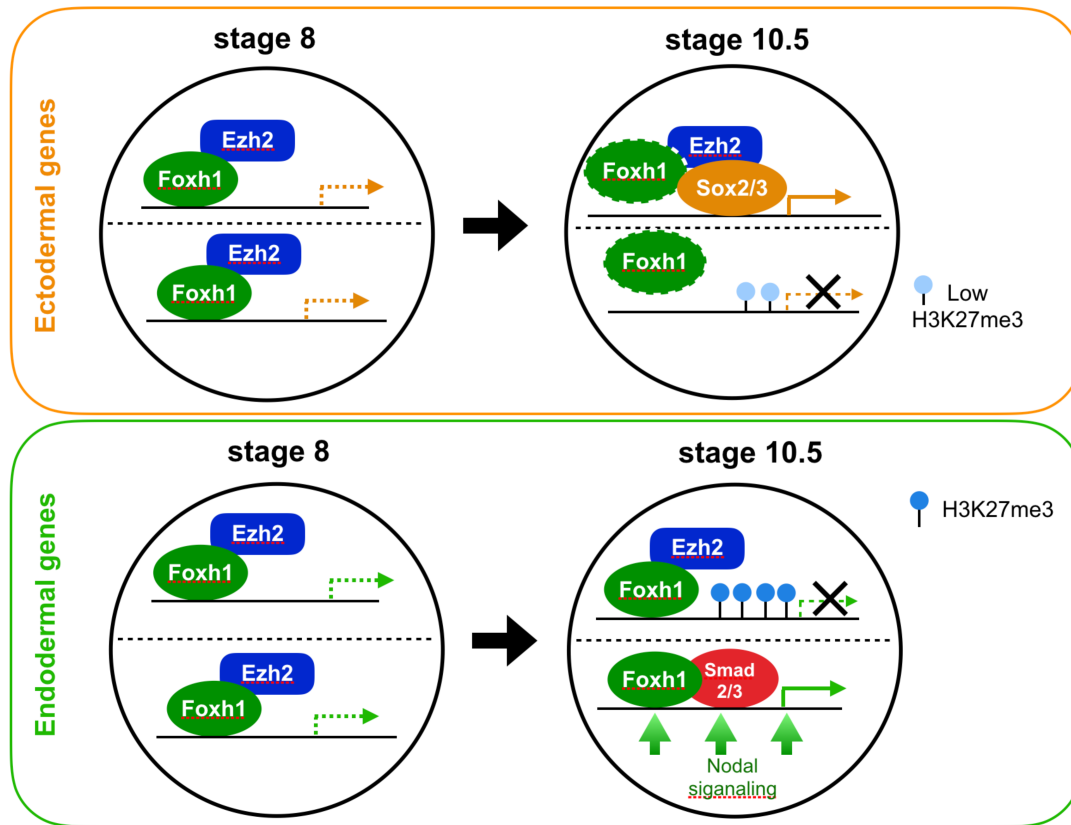 Ectodermal genes
stage 8
stage 10.5
Ezh2
Foxh1
Ezh2
Foxh1
Ezh2
Foxh1
Sox2/3
Foxh1
Low
H3K27me3
Endodermal genes
stage 8
stage 10.5
Ezh2
Foxh1
Ezh2
Foxh1
Ezh2
Foxh1
Foxh1
Smad
2/3
Nodal
siganaling
H3K27me3